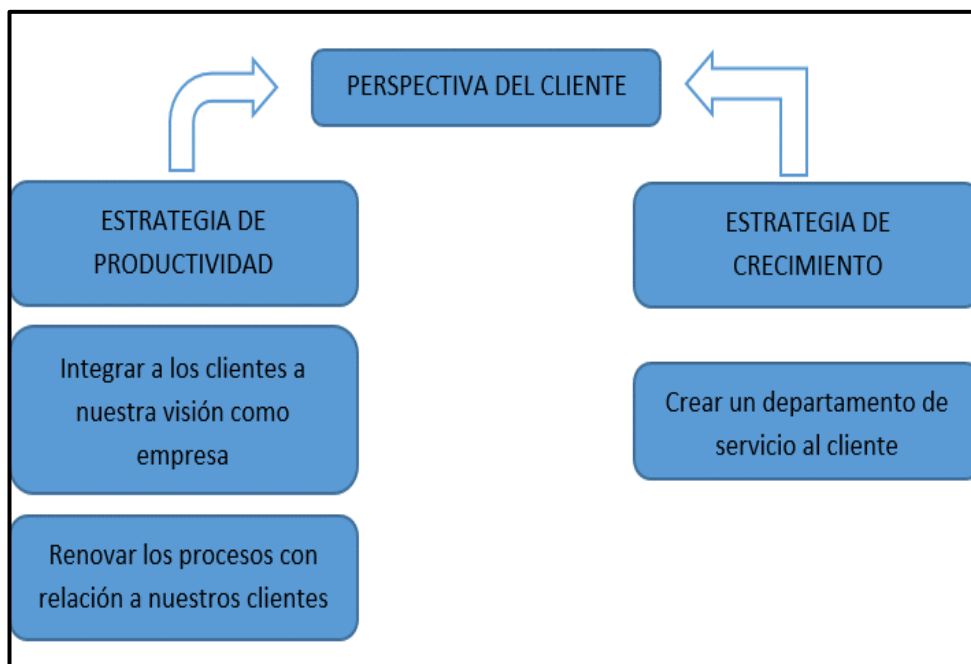 PERSPECTIVA DEL CLIENTE
ESTRATEGIA DE
PRODUCTIVIDAD
Integrar a los clientes a
nuestra visión como
empresa
Renovar los procesos con
relación a nuestros clientes
ESTRATEGIA DE
CRECIMIENTO
Crear un departamento de
servicio al cliente